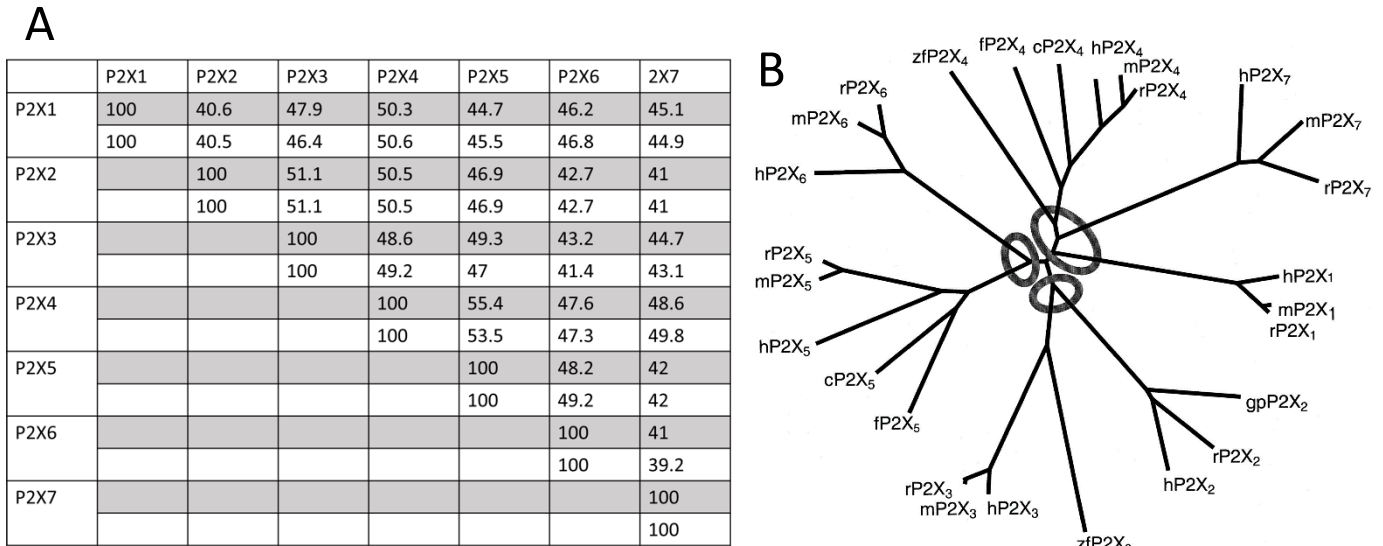 A
P2X1 P2X2 P2X3 P2X4 P2X5 P2X6 2X7
P2X1 100 40.6 47.9 50.3 44.7 46.2 45.1
100 40.5 46.4 50.6 45.5 46.8 44.9
P2X2 100 51.1 50.5 46.9 42.7 41
100 51.1 50.5 46.9 42.7 41
P2X3 100 48.6 49.3 43.2 44.7
100 49.2 47 41.4 43.1
P2X4 100 55.4 47.6 48.6
100 53.5 47.3 49.8
P2X5 100 48.2 42
100 49.2 42
P2X6 100 41
100 39.2
P2X7 100
100
B
zfP2X4
fP2X4
cP2X4
hP2X4
mP2X4
rP2X4
hP2X7
mP2X7
rP2X7
rP2X6
mP2X6
hP2X6
rP2X5
mP2X5
hP2X5
cP2X5
fP2X5
hP2X1
mP2X1
rP2X1
gpP2X2
rP2X2
hP2X2
rP2X3
mP2X3
hP2X3